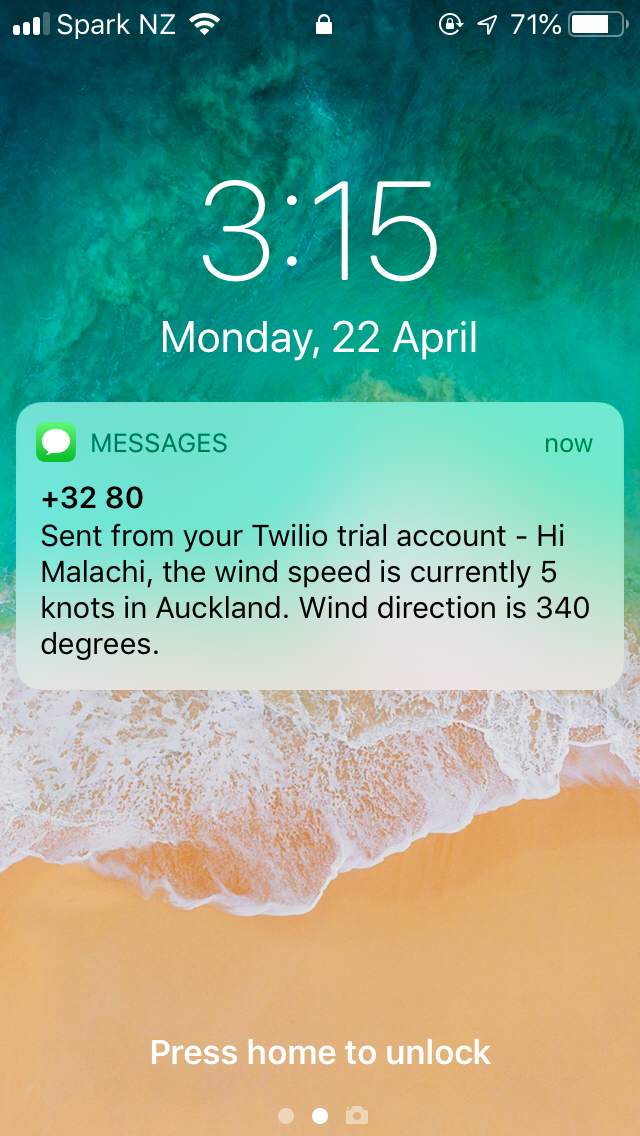 Spark NZ 71%
3:15
Monday, 22 April
MESSAGES now
+32 80
Sent from your Twilio trial account - Hi
Malachi, the wind speed is currently 5
knots in Auckland. Wind direction is 340
degrees.
Press home to unlock